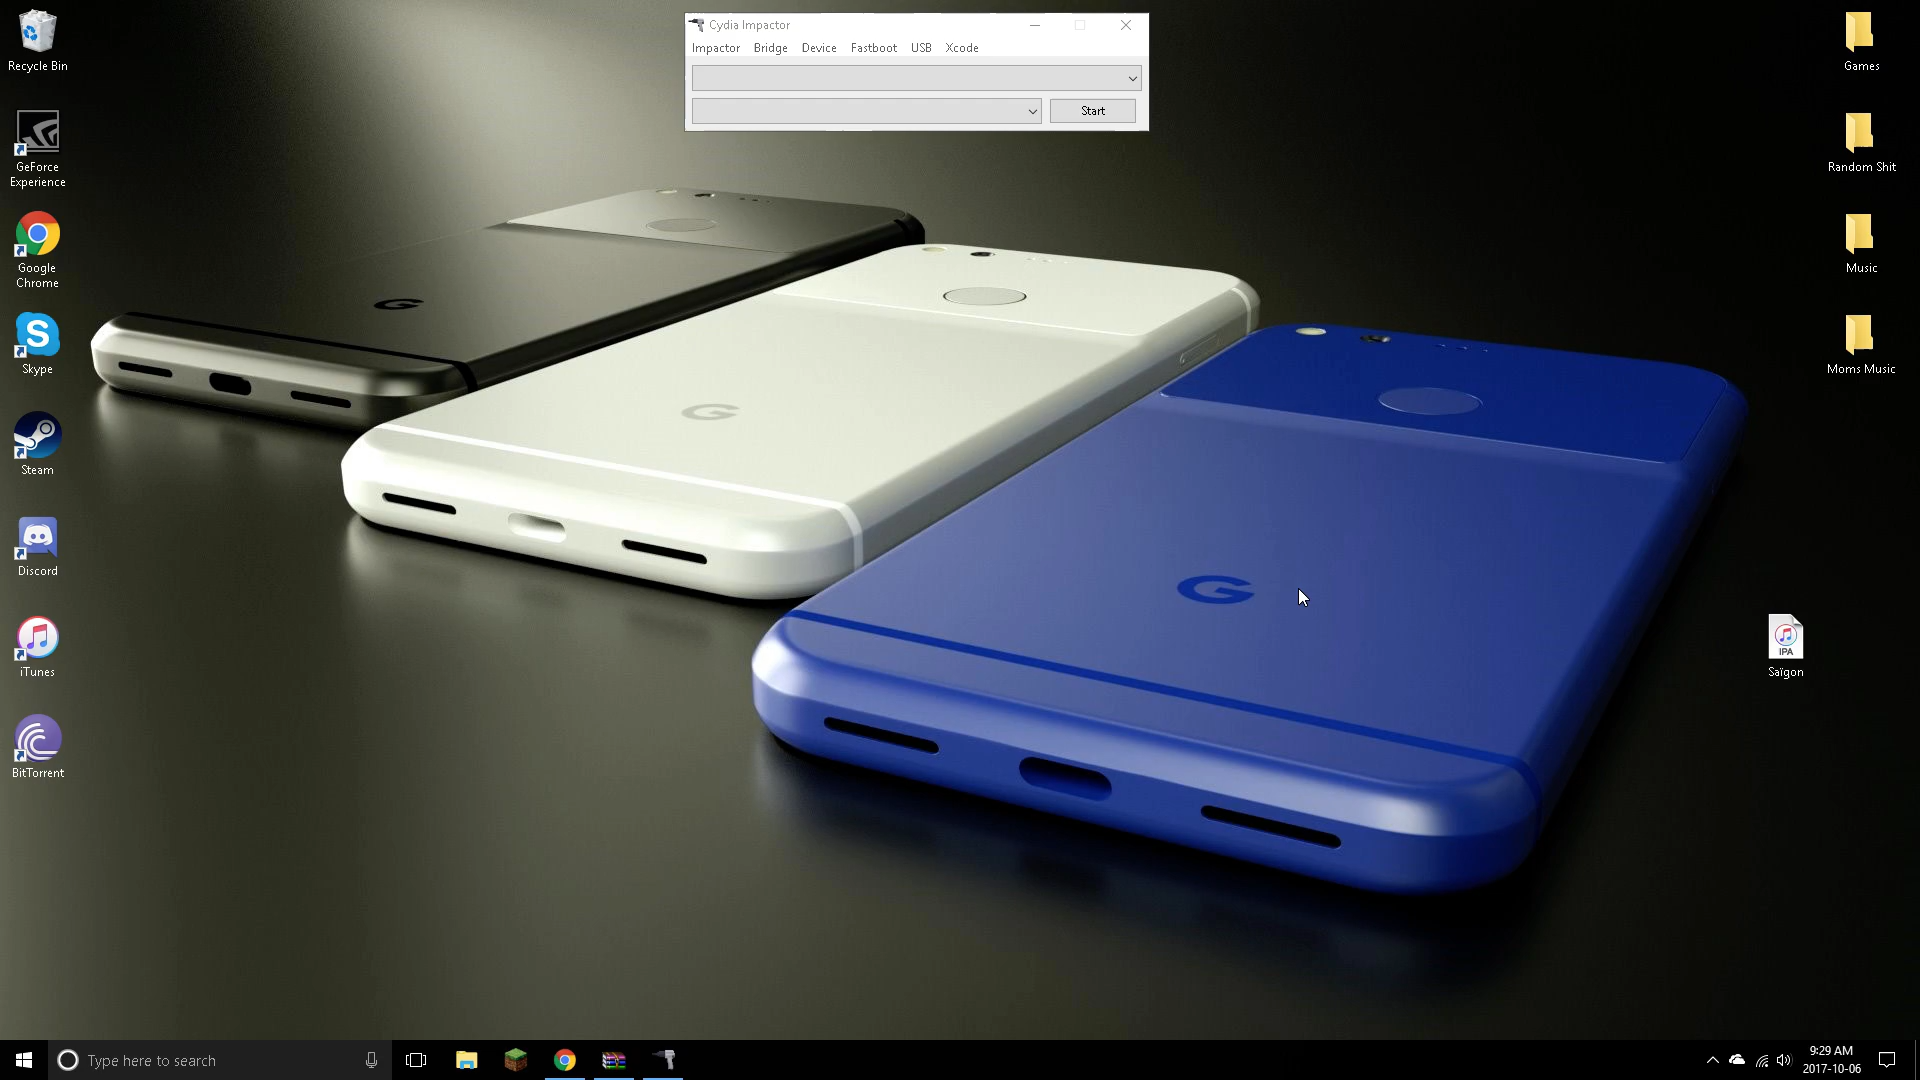 Cydia Impactor
Impactor Bridge Device Fastboot USB Xcode
Start
Recycle Bin
GeForce
Experience
Google
Chrome
Skype
Steam
Discord
iTunes
BitTorrent
Games
Random Shit
Music
Moms Music
IPA
Saïgon
Type here to search
9:29 AM
2017-10-06